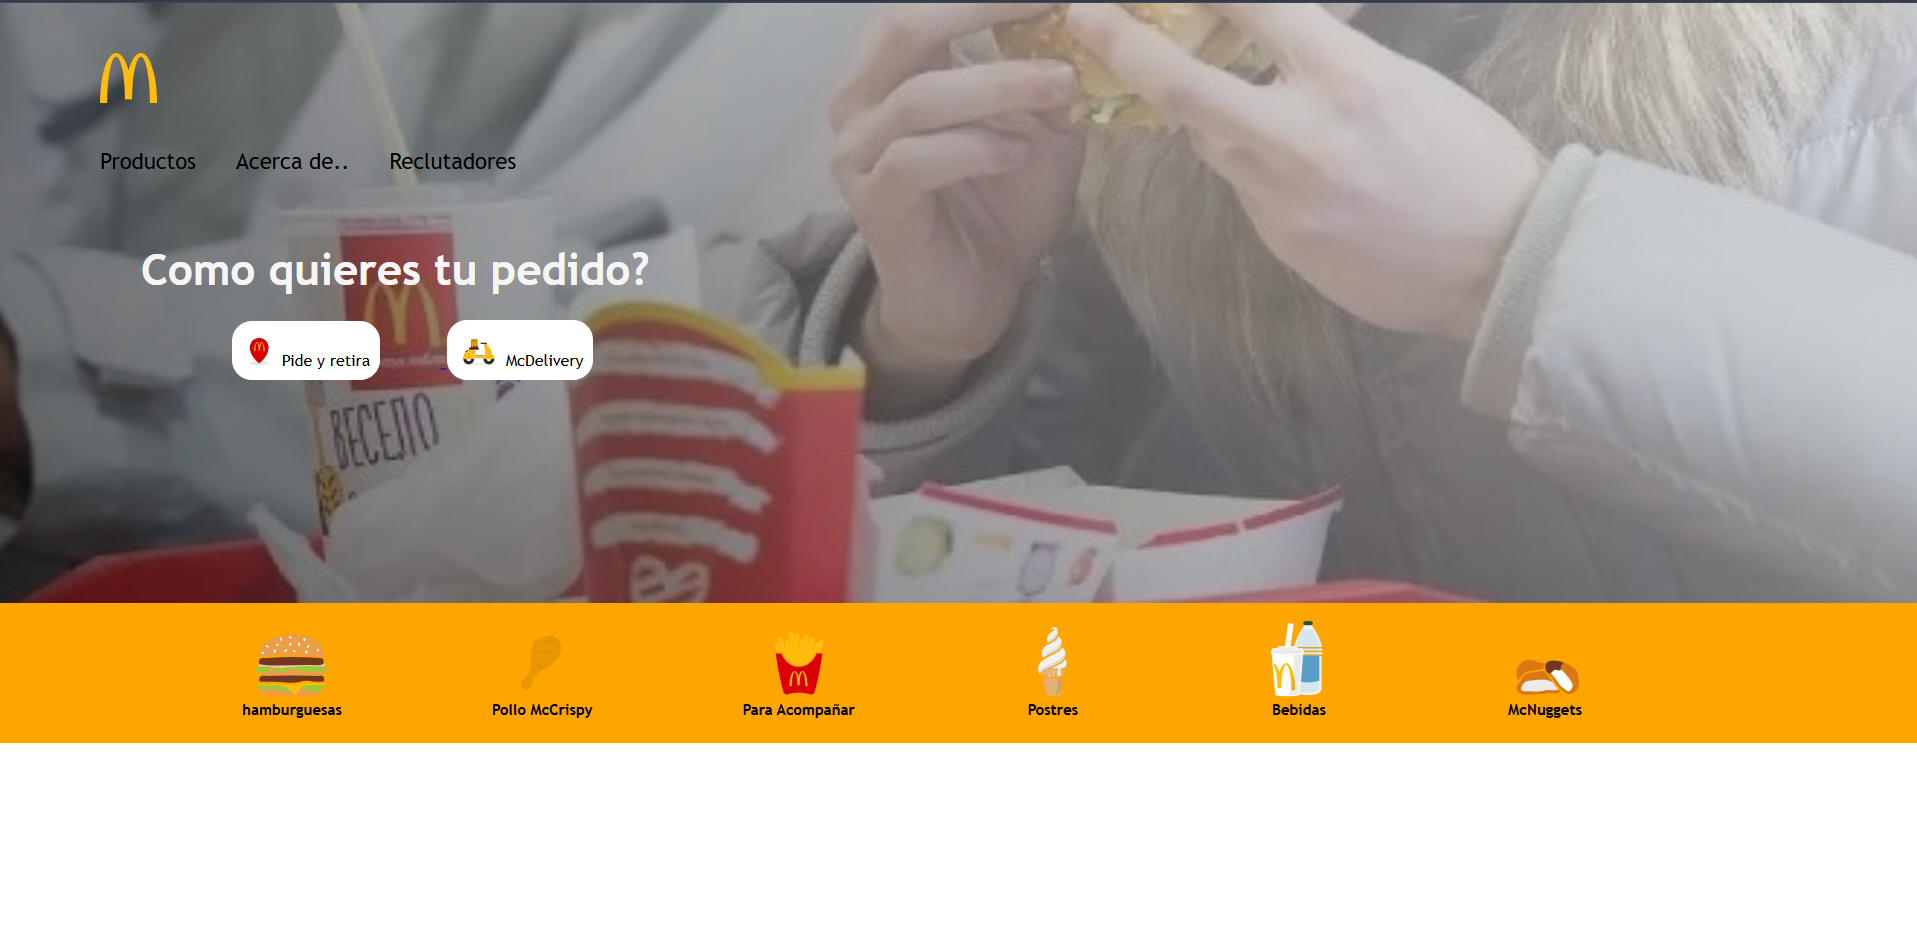 Productos Acerca de.. Reclutadores
Como quieres tu pedido?
Pide y retira McDelivery
ВЕСЕЛО
hamburguesas Pollo McCrispy Para Acompañar Postres Bebidas McNuggets